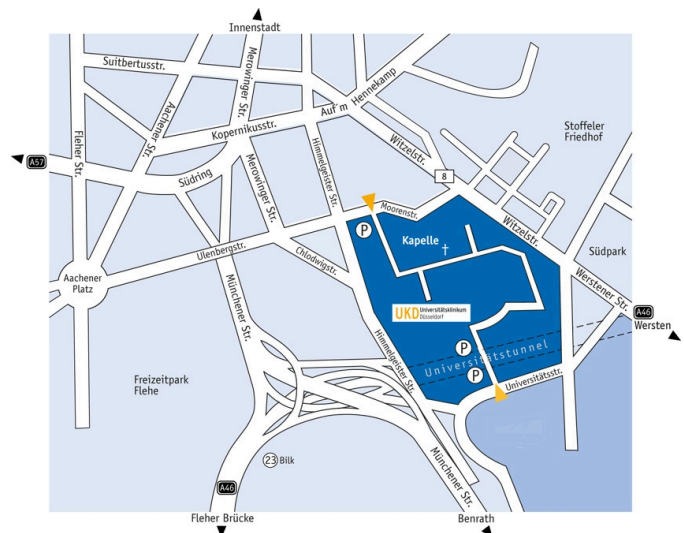 Innenstadt
Suitbertusstr.
Merowinger Str.
Auf'm Hennekamp
Aachener Str.
Fleher Str.
Kopernikusstr.
Witzelstr.
Stoffeler
Friedhof
A57
Südring
Merowinger Str.
Himmelgeister Str.
8
Moorenstr.
P
Kapelle
Witzelstr.
Südpark
Ulenbergstr.
Chlodwigstr.
Aachener
Platz
Werstener Str.
A46
Wersten
UKD Universitätsklinikum
Düsseldorf
Münchener Str.
Himmelgeister Str.
P
P
Universitätstunnel
Universitätsstr.
Freizeitpark
Flehe
23 Bilk
Münchener Str.
A46
Fleher Brücke
Benrath